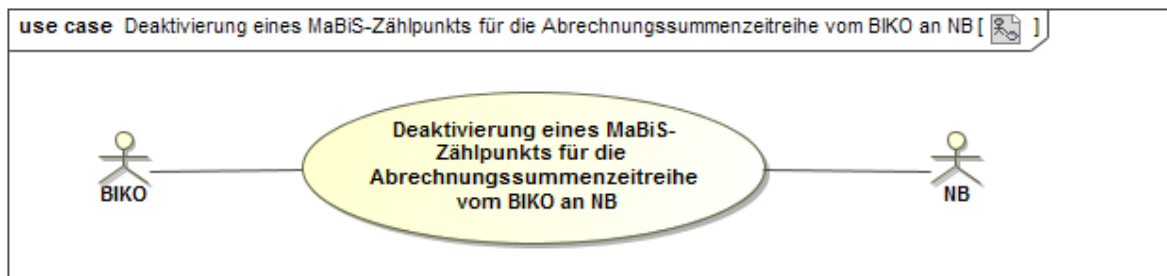 use case Deaktivierung eines MaBiS-Zählpunkts für die Abrechnungssummenzeitreihe vom BIKO an NB [ ]
Deaktivierung eines MaBiS-
Zählpunkts für die
Abrechnungssummenzeitreihe
vom BIKO an NB
BIKO
NB